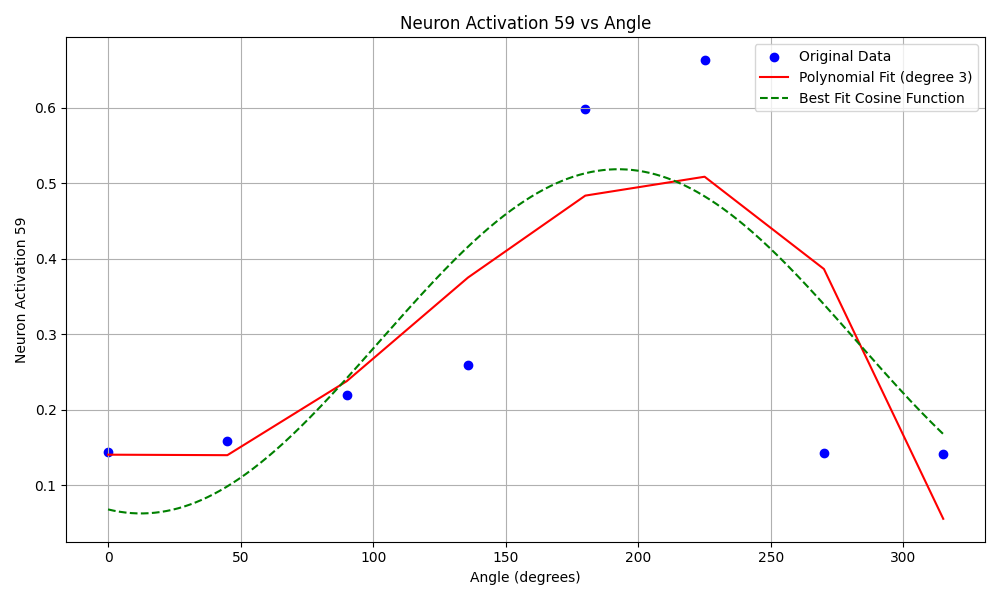 Neuron Activation 59 vs Angle
Original Data
Polynomial Fit (degree 3)
Best Fit Cosine Function
Neuron Activation 59
0.6
0.5
0.4
0.3
0.2
0.1
0 50 100 150 200 250 300
Angle (degrees)